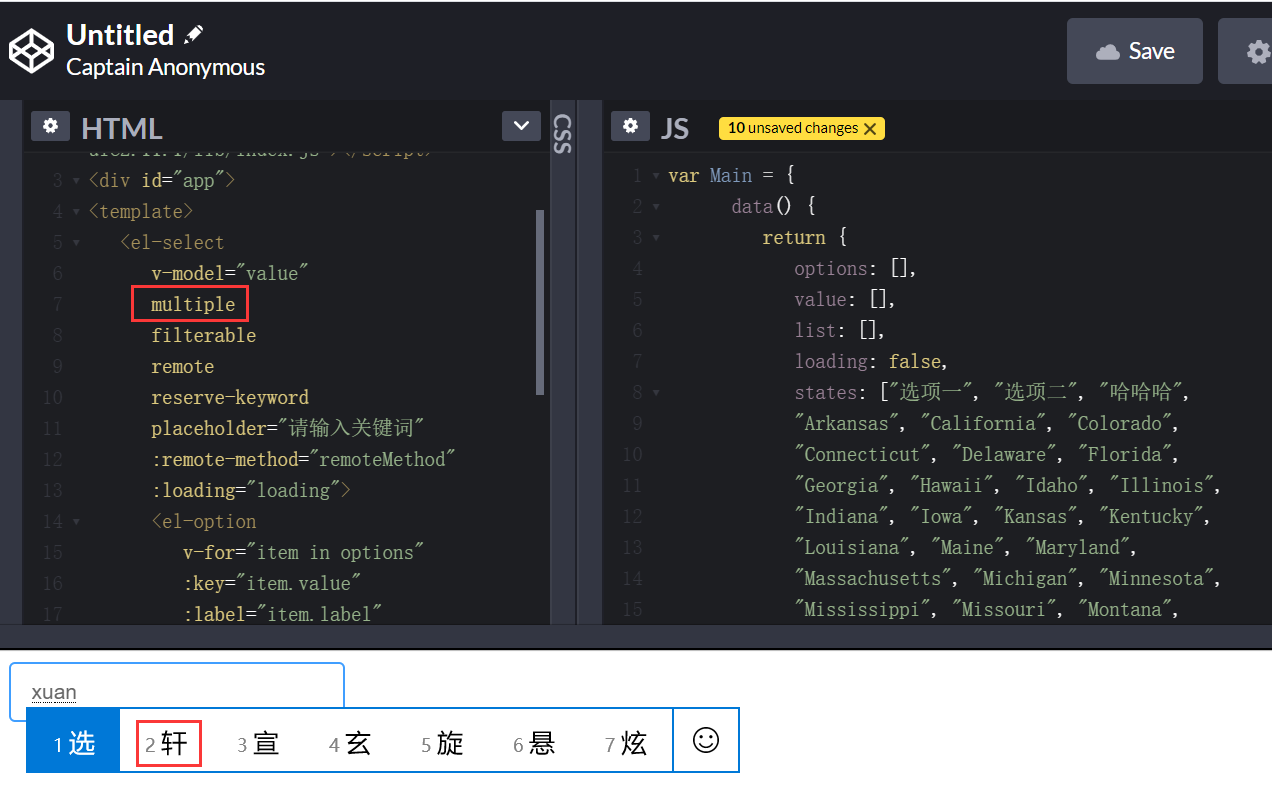 Untitled
Captain Anonymous
Save
HTML
CSS
JS
10 unsaved changes
3 <div id="app">
4 <template>
5 <el-select
6 v-model="value"
7 multiple
8 filterable
9 remote
10 reserve-keyword
11 placeholder="请输入关键词"
12 :remote-method="remoteMethod"
13 :loading="loading">
14 <el-option
15 v-for="item in options"
16 :key="item.value"
17 :label="item.label"
1 var Main = {
2 data() {
3 return {
4 options: [],
5 value: [],
6 list: [],
7 loading: false,
8 states: ["选项一", "选项二", "哈哈哈",
9 "Arkansas", "California", "Colorado",
10 "Connecticut", "Delaware", "Florida",
11 "Georgia", "Hawaii", "Idaho", "Illinois",
12 "Indiana", "Iowa", "Kansas", "Kentucky",
13 "Louisiana", "Maine", "Maryland",
14 "Massachusetts", "Michigan", "Minnesota",
15 "Mississippi", "Missouri", "Montana",
xuan
1 选 2 轩 3 宣 4 玄 5 旋 6 悬 7 炫